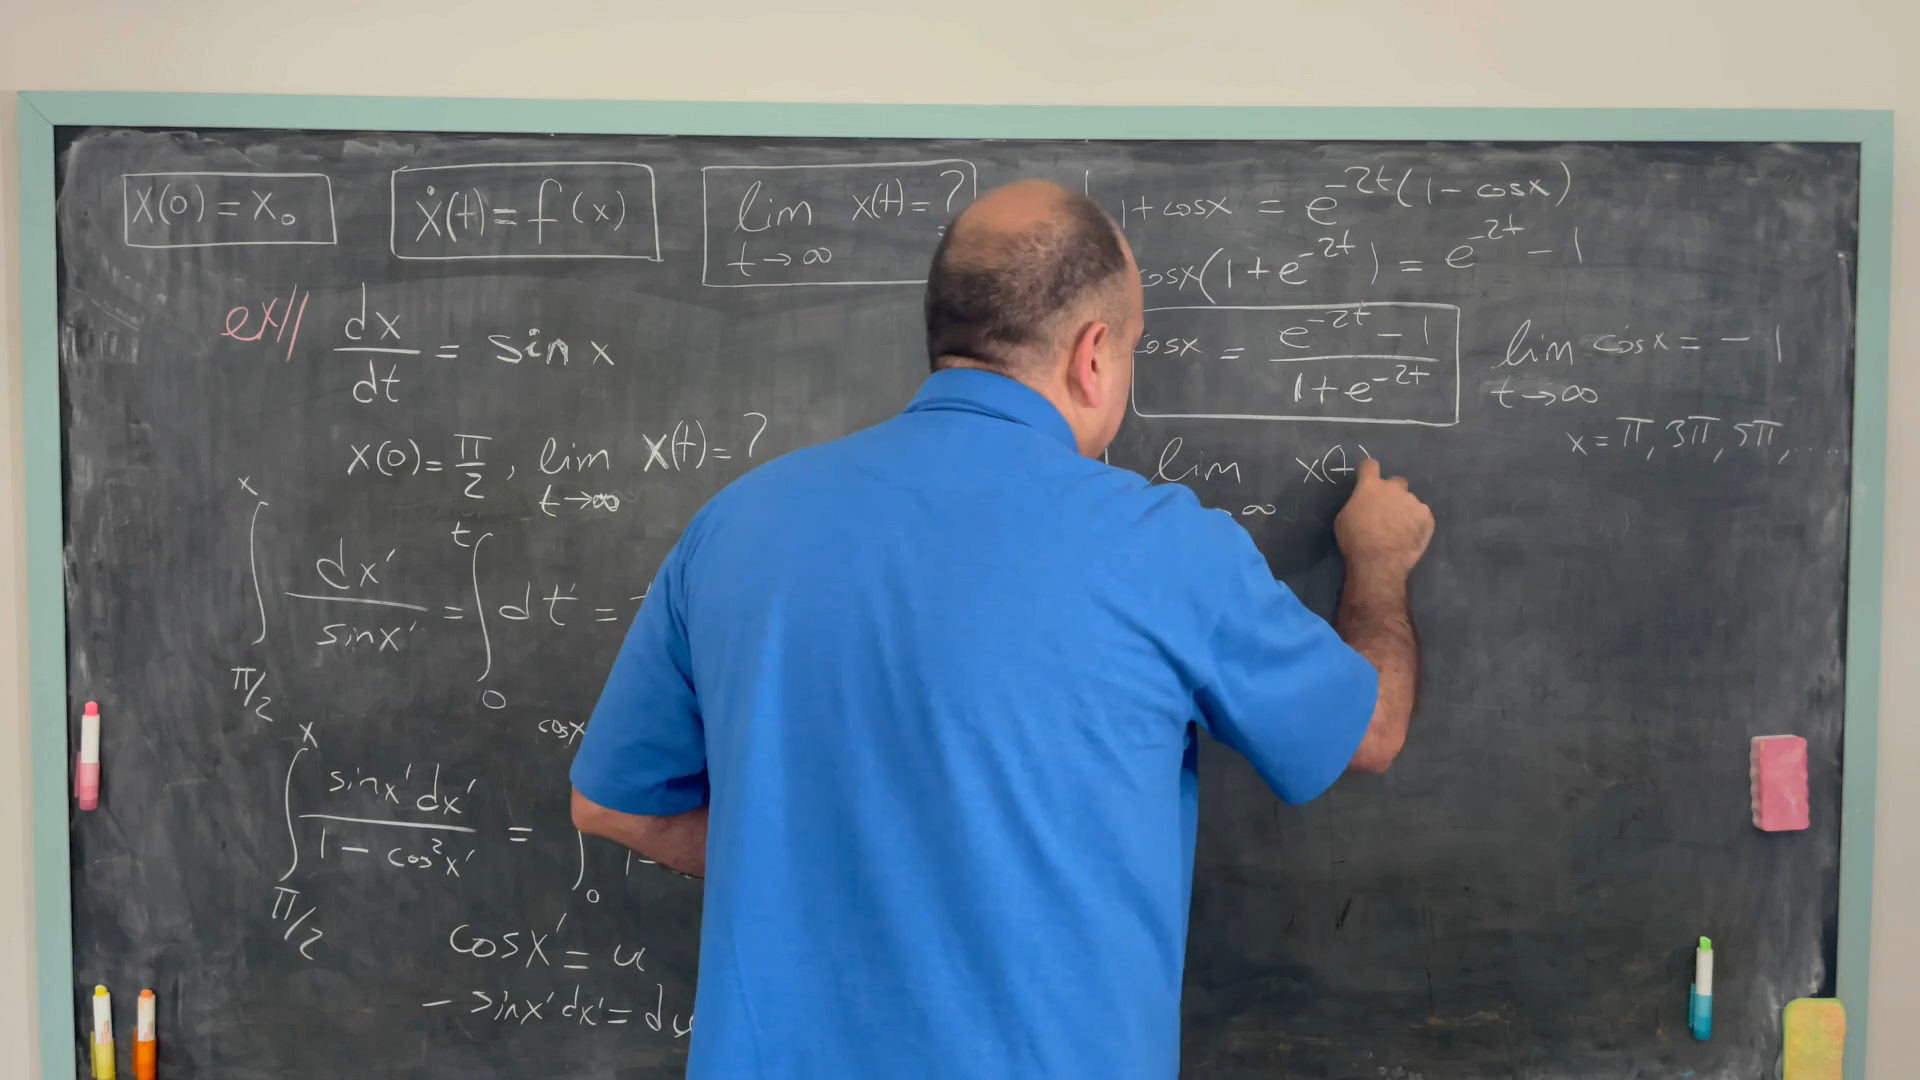 x(0) = x₀
ẋ(t) = f(x)
lim x(t) = ?
t→∞
ex//
dx/dt = sin x
x(0) = π/2, lim x(t) = ?
t→∞
∫_{π/2}^{x} dx'/sinx' = ∫_{0}^{t} dt' =
∫_{π/2}^{x} sinx'dx'/(1 - cos²x') = ∫_{0}^{cosx} 1-
cosx' = u
- sinx'dx' = du
1 + cosx = e^{-2t}(1 - cosx)
cosx(1 + e^{-2t}) = e^{-2t} - 1
cosx = (e^{-2t} - 1)/(1 + e^{-2t})
lim cosx = -1
t→∞
x = π, 3π, 5π, ....
lim x(t)
→∞